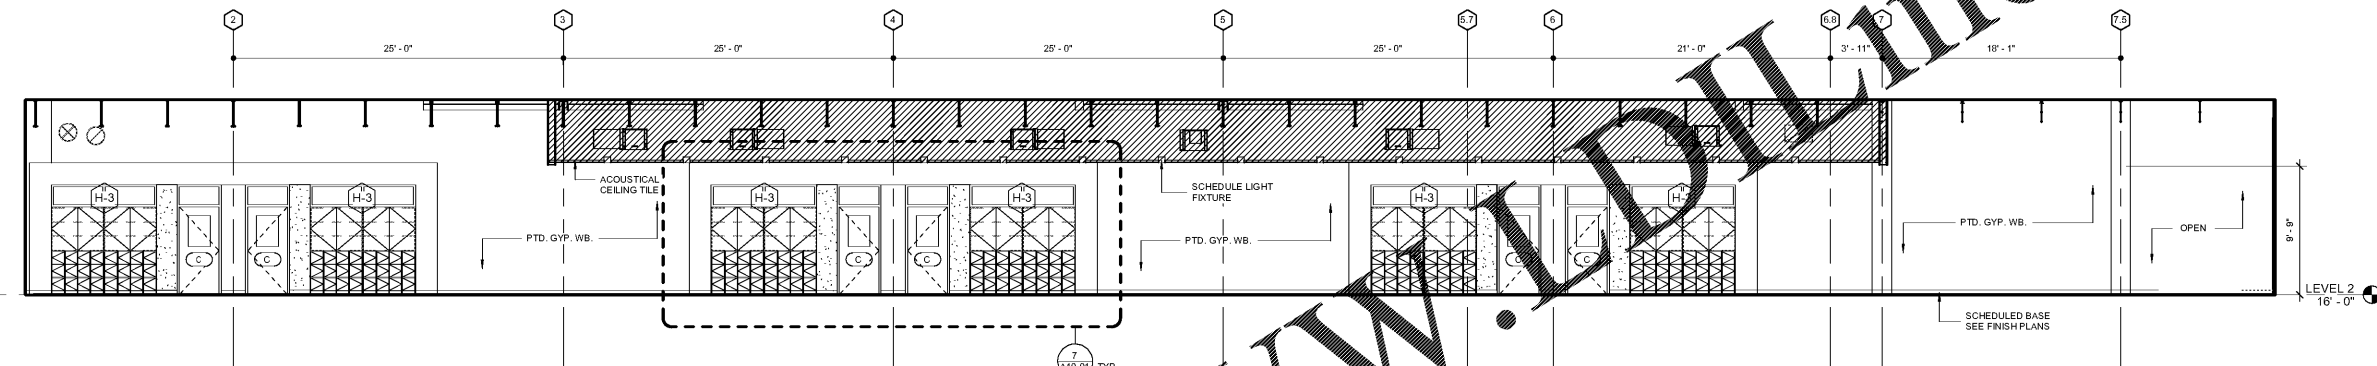 2 3 4 5 5.7 6 6.8 7 7.5
25' - 0" 25' - 0" 25' - 0" 25' - 0" 21' - 0" 3' - 11" 18' - 1"
H-3 H-3 H-3 H-3 H-3 H-3
ACOUSTICAL
CEILING TILE
SCHEDULE LIGHT
FIXTURE
PTD. GYP. WB.
PTD. GYP. WB.
PTD. GYP. WB.
OPEN
9' - 9"
C C C C C C
LEVEL 2
16' - 0"
SCHEDULED BASE
SEE FINISH PLANS
7
TYP